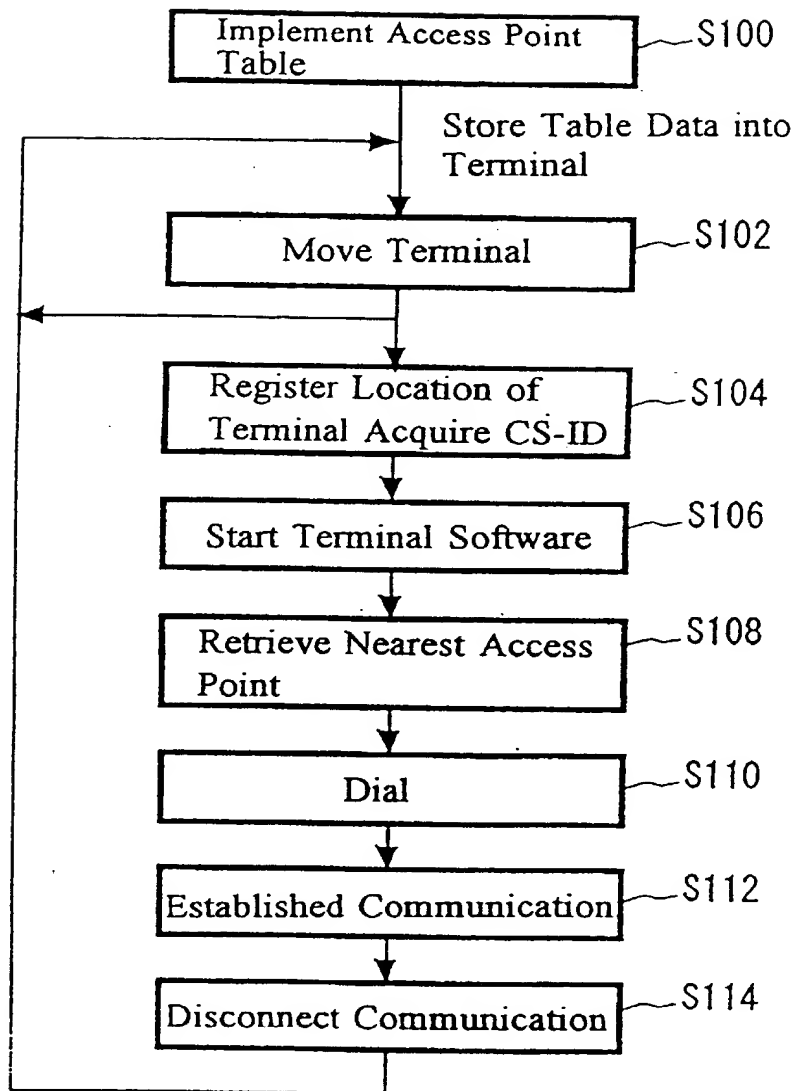 Implement Access Point
Table
S100
Store Table Data into
Terminal
Move Terminal
S102
Register Location of
Terminal Acquire CS-ID
S104
Start Terminal Software
S106
Retrieve Nearest Access
Point
S108
Dial
S110
Established Communication
S112
Disconnect Communication
S114